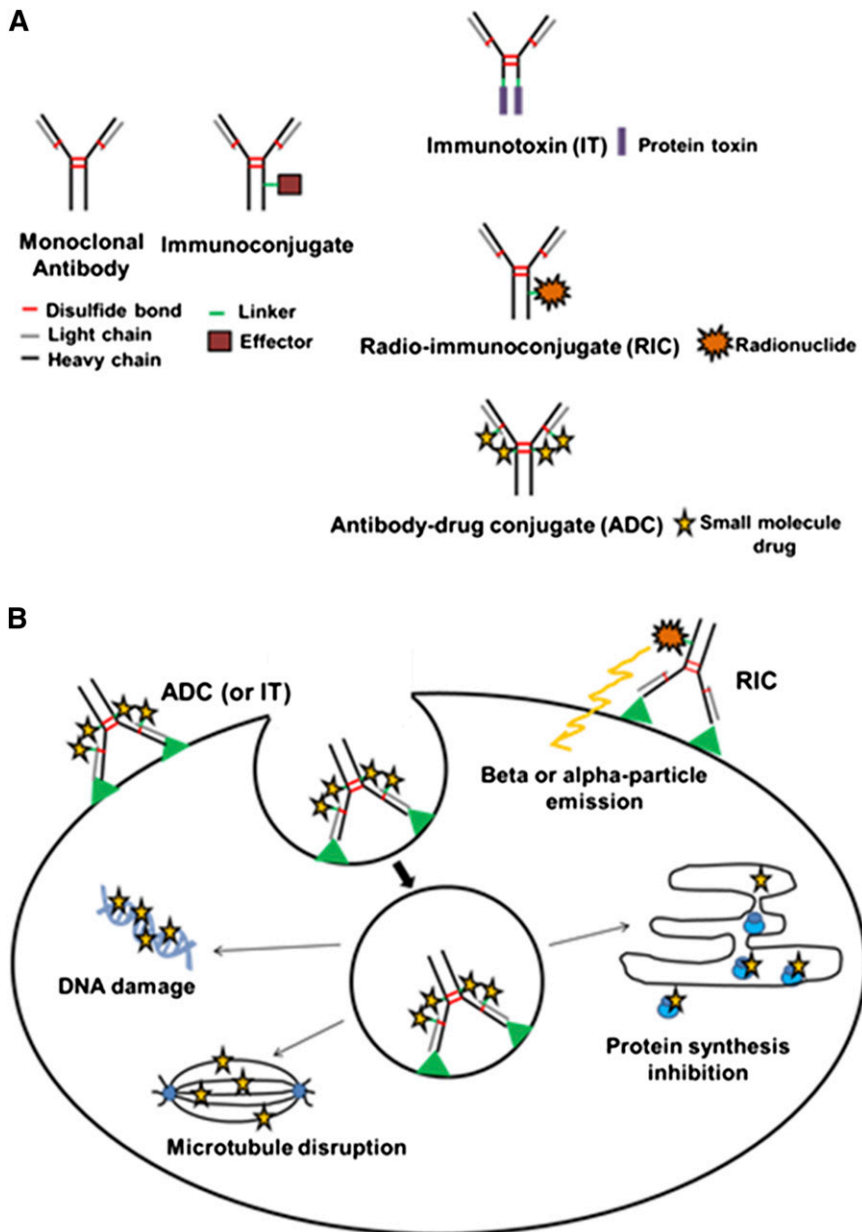 A
Immunotoxin (IT)
Protein toxin
Monoclonal
Antibody
Immunoconjugate
Disulfide bond
Light chain
Heavy chain
Linker
Effector
Radio-immunoconjugate (RIC)
Radionuclide
Antibody-drug conjugate (ADC)
Small molecule
drug
B
ADC (or IT)
RIC
Beta or alpha-particle
emission
DNA damage
Protein synthesis
inhibition
Microtubule disruption